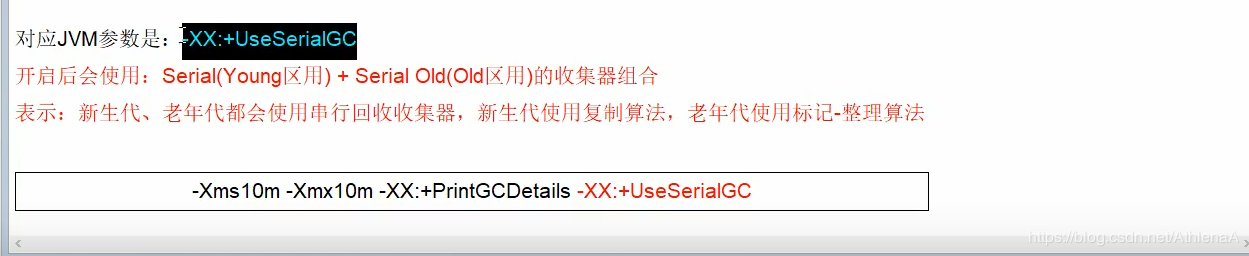 对应JVM参数是：-XX:+UseSerialGC
开启后会使用：Serial(Young区用) + Serial Old(Old区用)的收集器组合
表示：新生代、老年代都会使用串行回收收集器，新生代使用复制算法，老年代使用标记-整理算法
-Xms10m -Xmx10m -XX:+PrintGCDetails -XX:+UseSerialGC
https://blog.csdn.net/AthlenaA